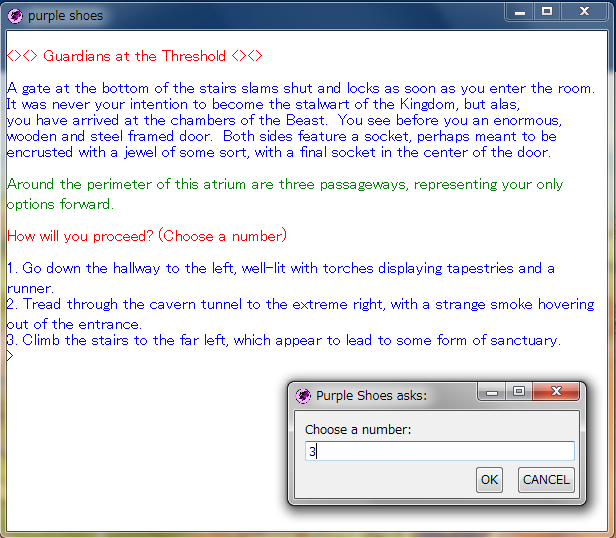 purple shoes
<><> Guardians at the Threshold <><>
A gate at the bottom of the stairs slams shut and locks as soon as you enter the room.
It was never your intention to become the stalwart of the Kingdom, but alas,
you have arrived at the chambers of the Beast.  You see before you an enormous,
wooden and steel framed door.  Both sides feature a socket, perhaps meant to be
encrusted with a jewel of some sort, with a final socket in the center of the door.
Around the perimeter of this atrium are three passageways, representing your only
options forward.
How will you proceed? (Choose a number)
1. Go down the hallway to the left, well-lit with torches displaying tapestries and a
runner.
2. Tread through the cavern tunnel to the extreme right, with a strange smoke hovering
out of the entrance.
3. Climb the stairs to the far left, which appear to lead to some form of sanctuary.
>
Purple Shoes asks:
Choose a number:
3
OK CANCEL